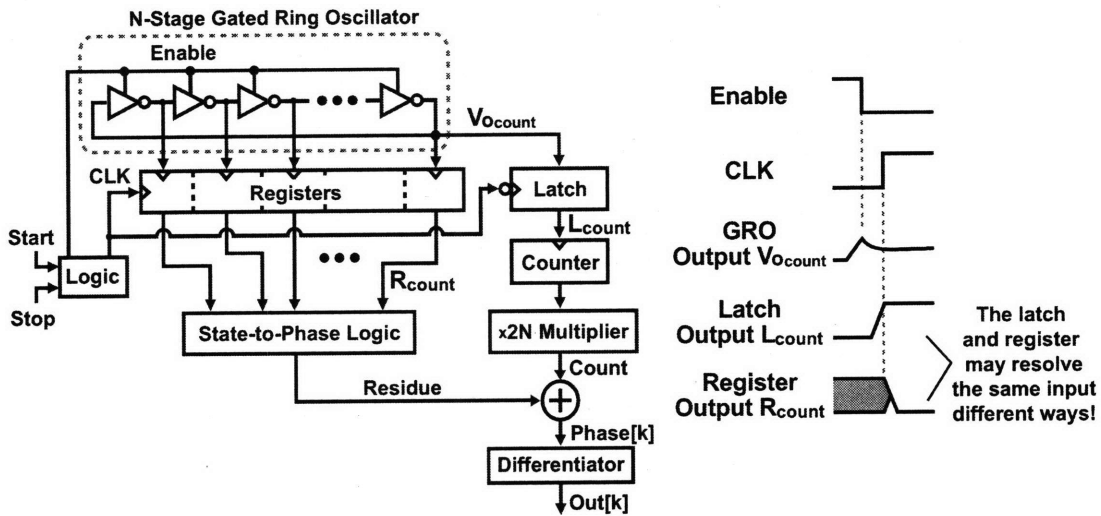 N-Stage Gated Ring Oscillator
Enable
Vocount
CLK
Registers
Latch
Start
Logic
Stop
Lcount
Counter
Rcount
State-to-Phase Logic
x2N Multiplier
Count
Residue
+
Phase[k]
Differentiator
Out[k]
Enable
CLK
GRO
Output Vocount
Latch
Output Lcount
Register
Output Rcount
The latch
and register
may resolve
the same input
different ways!